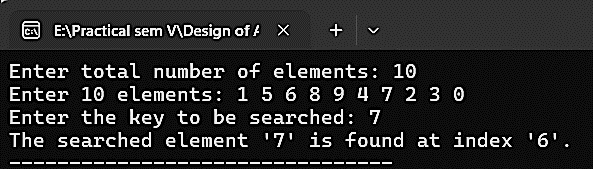 E:\Practical sem V\Design of A
Enter total number of elements: 10
Enter 10 elements: 1 5 6 8 9 4 7 2 3 0
Enter the key to be searched: 7
The searched element '7' is found at index '6'.
--------------------------------